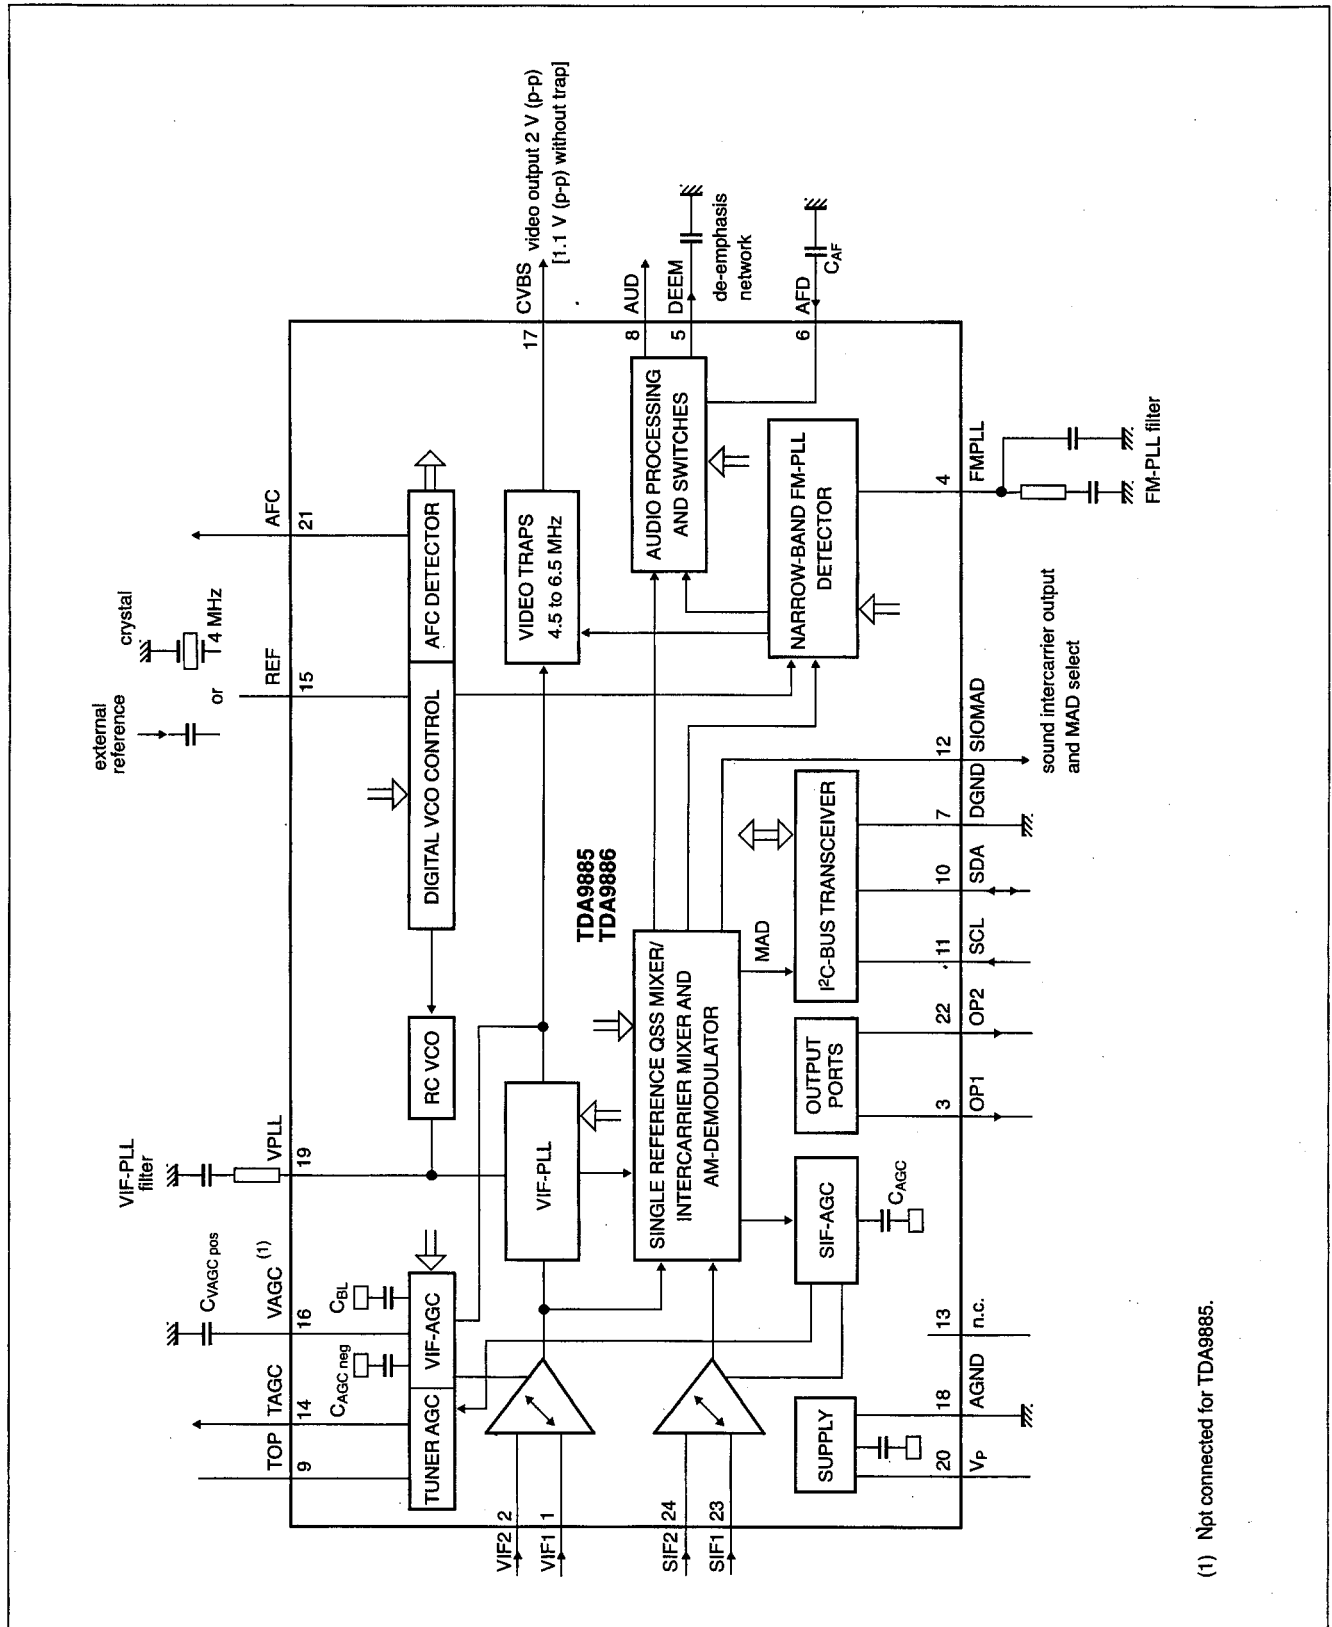 VIF-PLL
filter
external
reference
crystal
or
4 MHz
C_VAGC pos
TOP
TAGC
VAGC (1)
VPLL
REF
AFC
9
14
16
19
15
21
C_AGC neg
C_BL
TUNER AGC
VIF-AGC
RC VCO
DIGITAL VCO CONTROL
AFC DETECTOR
VIF2
2
VIF1
1
VIF-PLL
VIDEO TRAPS
4.5 to 6.5 MHz
17
CVBS
video output 2 V (p-p)
[1.1 V (p-p) without trap]
TDA9885
TDA9886
SIF2
24
SIF1
23
SINGLE REFERENCE QSS MIXER/
INTERCARRIER MIXER AND
AM-DEMODULATOR
AUDIO PROCESSING
AND SWITCHES
8
AUD
5
DEEM
de-emphasis
network
6
AFD
C_AF
MAD
SUPPLY
SIF-AGC
C_AGC
OUTPUT
PORTS
I²C-BUS TRANSCEIVER
NARROW-BAND FM-PLL
DETECTOR
20
18
13
3
22
11
10
7
12
4
V_P
AGND
n.c.
OP1
OP2
SCL
SDA
DGND
SIOMAD
FMPLL
sound intercarrier output
and MAD select
FM-PLL filter
(1) Npt connected for TDA9885.